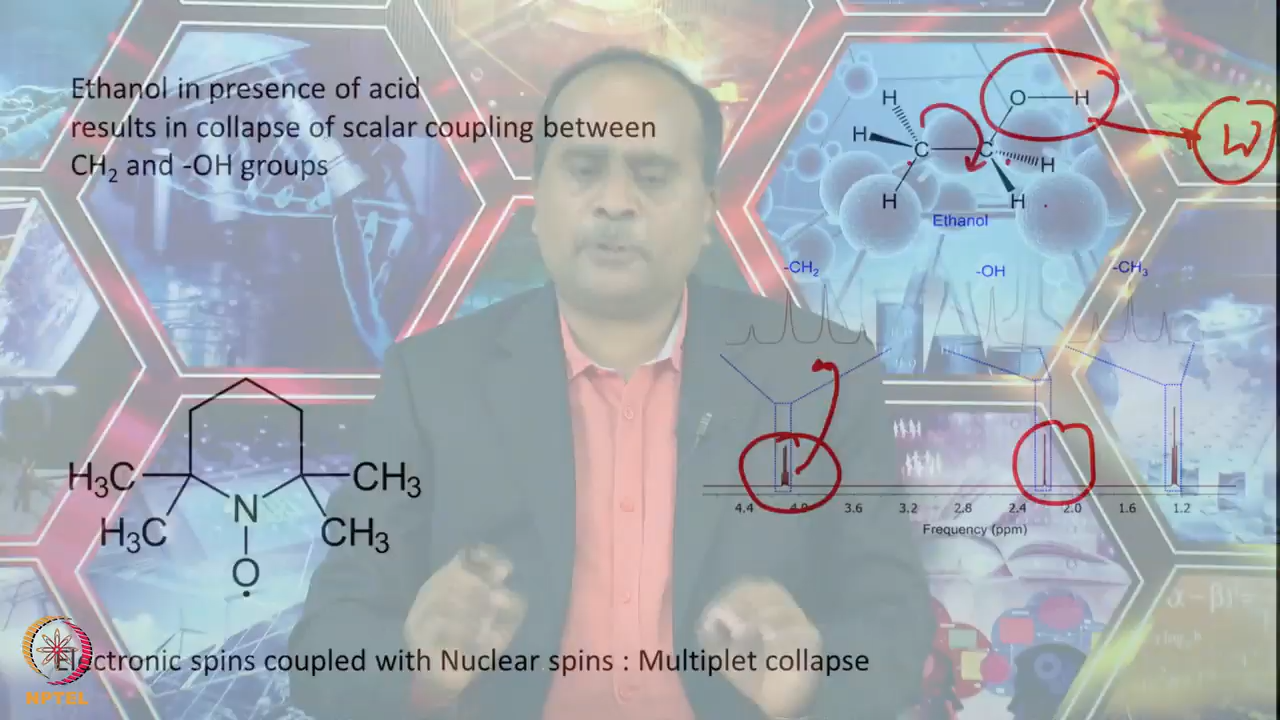 Ethanol in presence of acid
results in collapse of scalar coupling between
CH₂ and -OH groups
H
O
H
H
C
C
H
H
H
Ethanol
W
-CH₂
-OH
-CH₃
4.4 4.0 3.6 3.2 2.8 2.4 2.0 1.6 1.2
Frequency (ppm)
H₃C
CH₃
H₃C
N
CH₃
O
Electronic spins coupled with Nuclear spins : Multiplet collapse
NPTEL